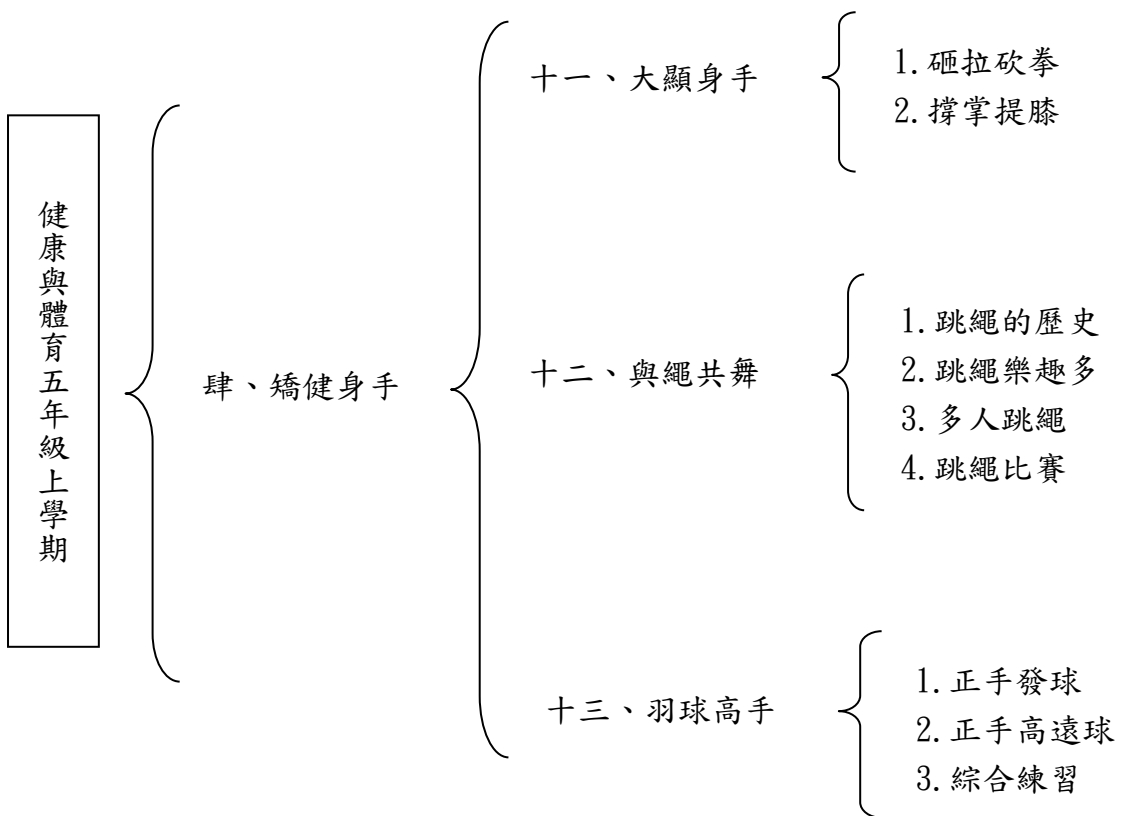 健康與體育五年級上學期
肆、矯健身手
十一、大顯身手
1.砸拉砍拳
2.撐掌提膝
十二、與繩共舞
1.跳繩的歷史
2.跳繩樂趣多
3.多人跳繩
4.跳繩比賽
十三、羽球高手
1.正手發球
2.正手高遠球
3.綜合練習